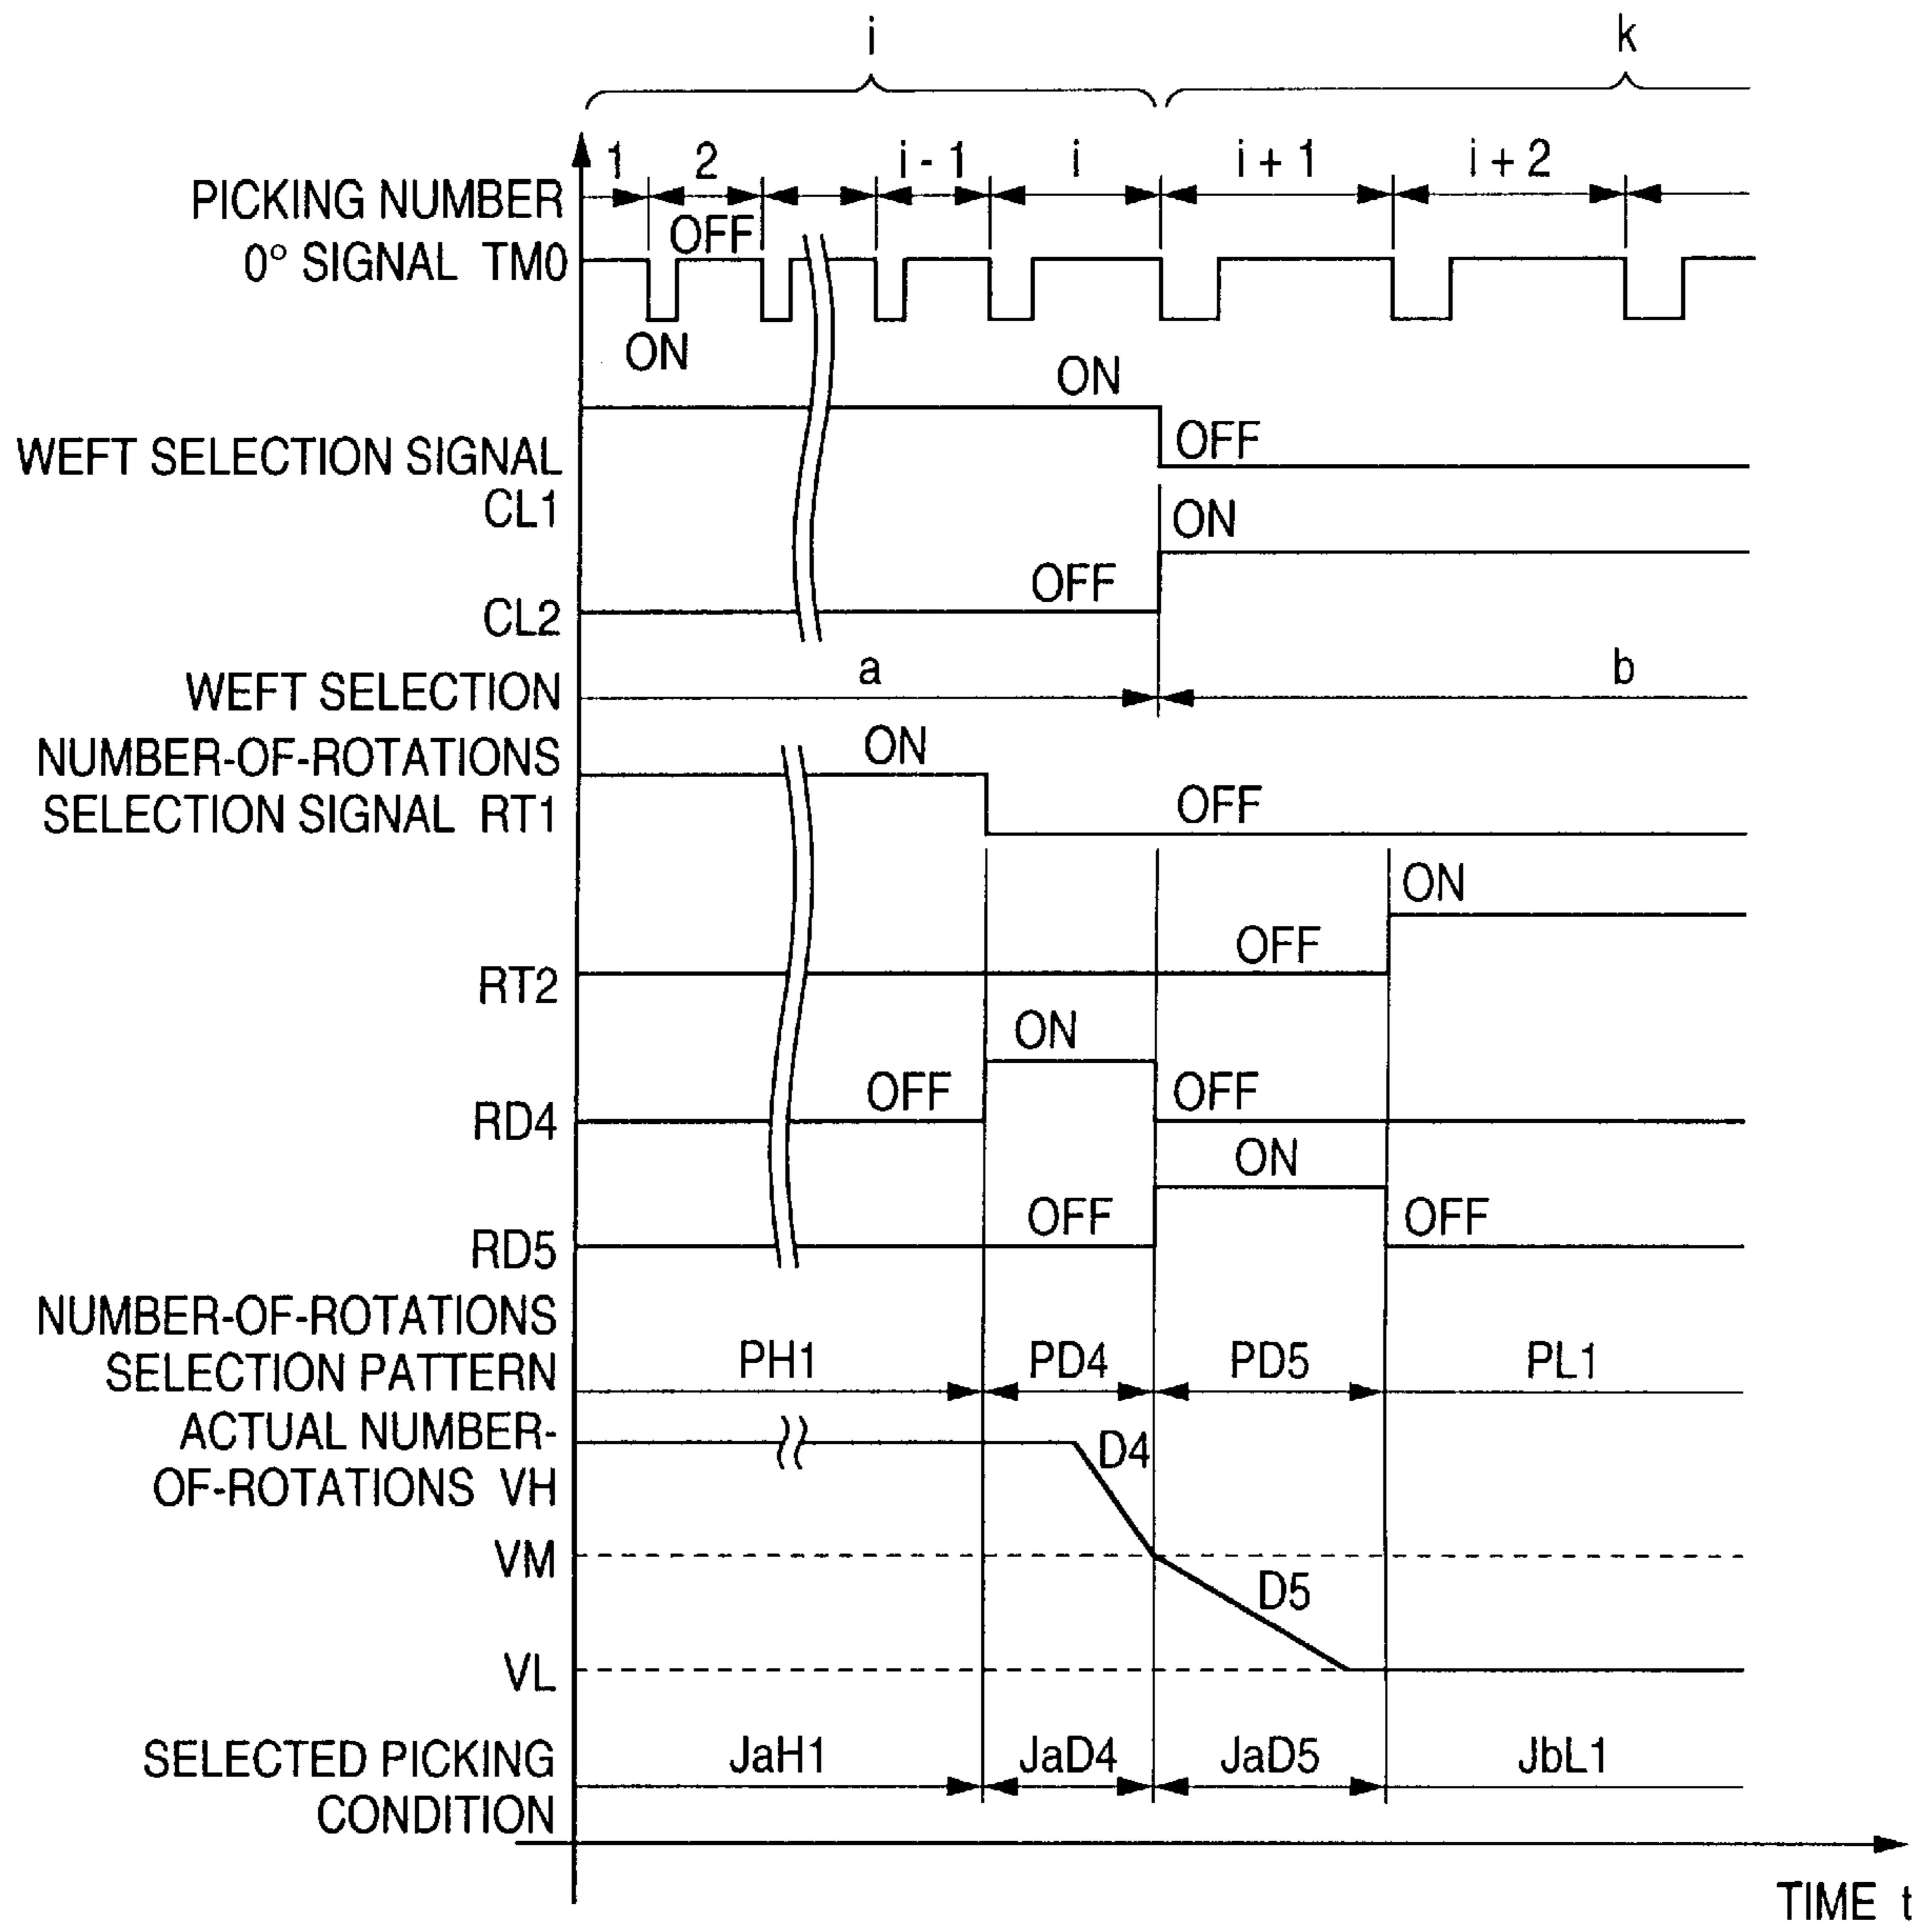 i k
1 2 i - 1 i i + 1 i + 2
PICKING NUMBER
OFF
0° SIGNAL TM0
ON
ON
OFF
WEFT SELECTION SIGNAL
CL1
ON
OFF
CL2
a b
WEFT SELECTION
ON
NUMBER-OF-ROTATIONS
OFF
SELECTION SIGNAL RT1
ON
OFF
RT2
ON
OFF OFF
RD4
ON
OFF OFF
RD5
NUMBER-OF-ROTATIONS
SELECTION PATTERN PH1 PD4 PD5 PL1
ACTUAL NUMBER-
D4
OF-ROTATIONS VH
VM
D5
VL
SELECTED PICKING JaH1 JaD4 JaD5 JbL1
CONDITION
TIME t